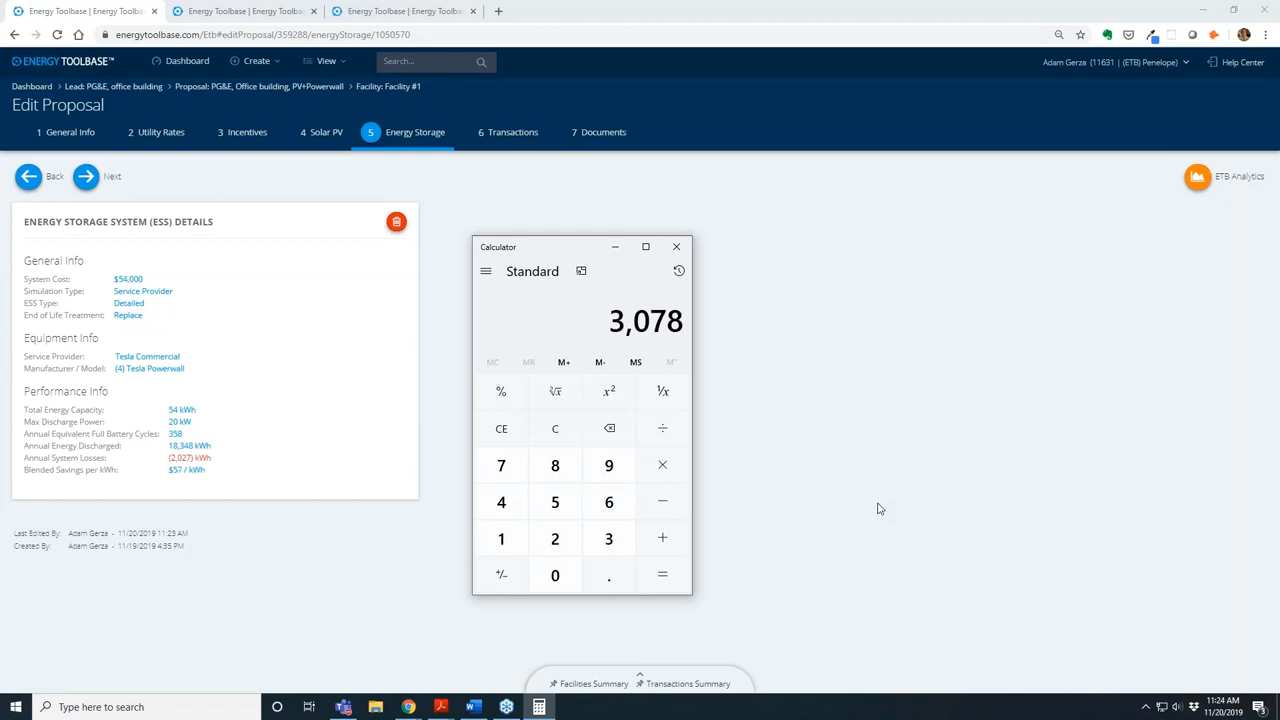 Energy Toolbase | Energy Toolba
Energy Toolbase | Energy Toolba
Energy Toolbase | Energy Toolba
energytoolbase.com/Etb#editProposal/359288/energyStorage/1050570
ENERGY TOOLBASE™
Dashboard
Create
View
Search...
Adam Gerza (11631 | (ETB) Penelope)
Help Center
Dashboard > Lead: PG&E, office building > Proposal: PG&E, Office building, PV+Powerwall > Facility: Facility #1
Edit Proposal
1 General Info
2 Utility Rates
3 Incentives
4 Solar PV
5 Energy Storage
6 Transactions
7 Documents
Back
Next
ETB Analytics
ENERGY STORAGE SYSTEM (ESS) DETAILS
General Info
System Cost: $54,000
Simulation Type: Service Provider
ESS Type: Detailed
End of Life Treatment: Replace
Equipment Info
Service Provider: Tesla Commercial
Manufacturer / Model: (4) Tesla Powerwall
Performance Info
Total Energy Capacity: 54 kWh
Max Discharge Power: 20 kW
Annual Equivalent Full Battery Cycles: 358
Annual Energy Discharged: 18,348 kWh
Annual System Losses: (2,027) kWh
Blended Savings per kWh: $57 / kWh
Last Edited By: Adam Gerza - 11/20/2019 11:23 AM
Created By: Adam Gerza - 11/19/2019 4:35 PM
Calculator
Standard
3,078
MC MR M+ M- MS M˅
% ²√x x² ¹/x
CE C ÷
7 8 9 ×
4 5 6 −
1 2 3 +
+/- 0 . =
Facilities Summary
Transactions Summary
Type here to search
11:24 AM
11/20/2019
3